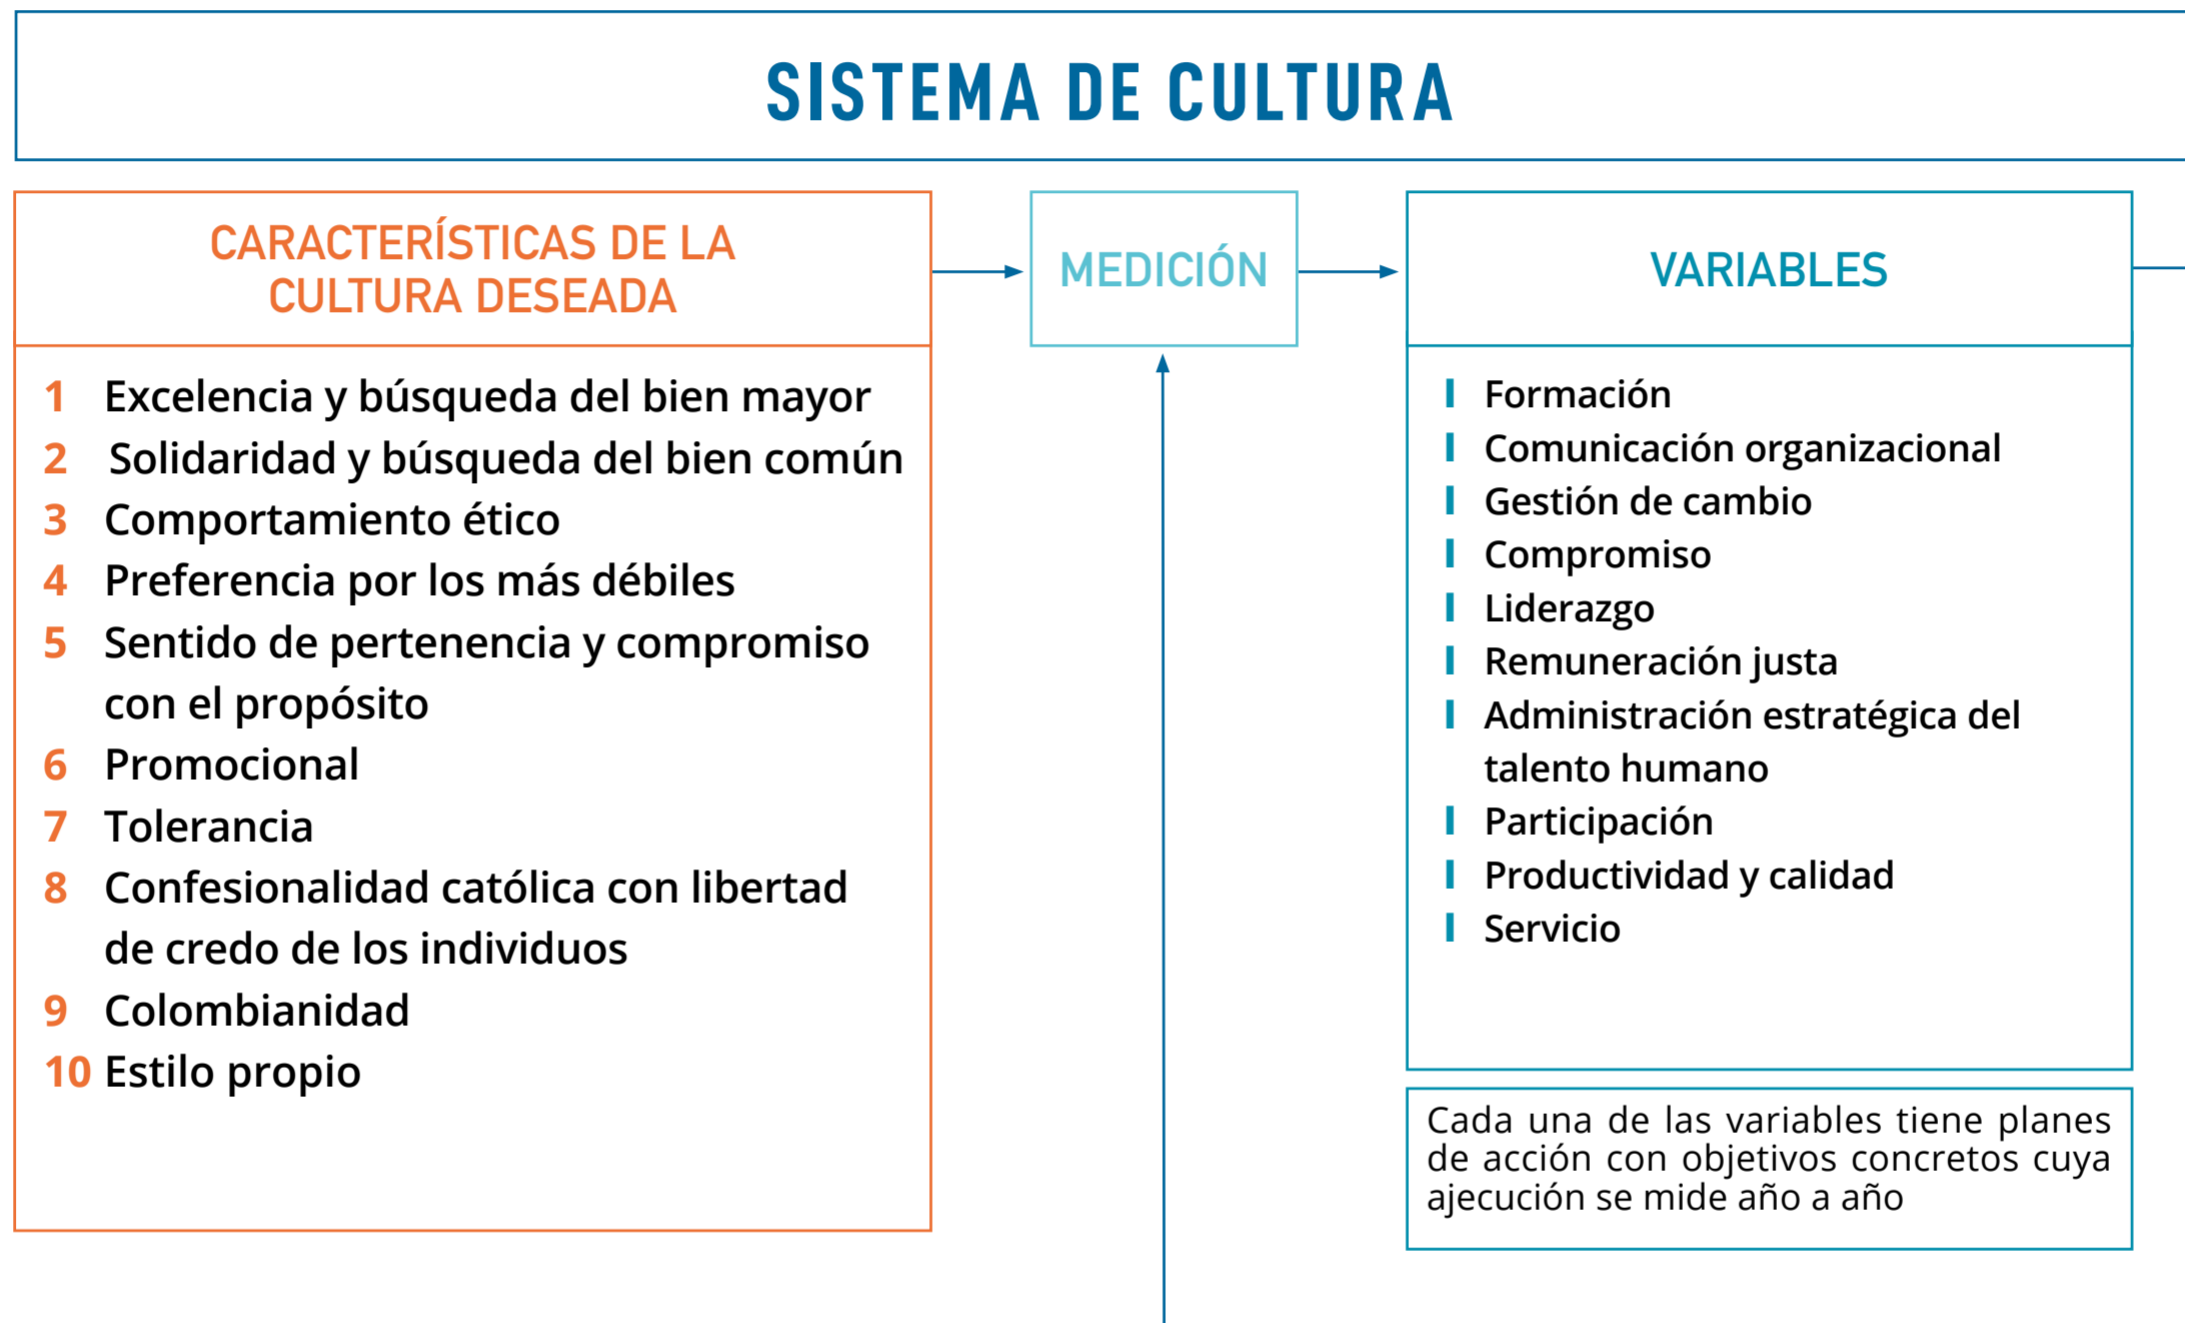 SISTEMA DE CULTURA
CARACTERÍSTICAS DE LA
CULTURA DESEADA
1 Excelencia y búsqueda del bien mayor
2 Solidaridad y búsqueda del bien común
3 Comportamiento ético
4 Preferencia por los más débiles
5 Sentido de pertenencia y compromiso
con el propósito
6 Promocional
7 Tolerancia
8 Confesionalidad católica con libertad
de credo de los individuos
9 Colombianidad
10 Estilo propio
MEDICIÓN
VARIABLES
Formación
Comunicación organizacional
Gestión de cambio
Compromiso
Liderazgo
Remuneración justa
Administración estratégica del
talento humano
Participación
Productividad y calidad
Servicio
Cada una de las variables tiene planes
de acción con objetivos concretos cuya
ajecución se mide año a año